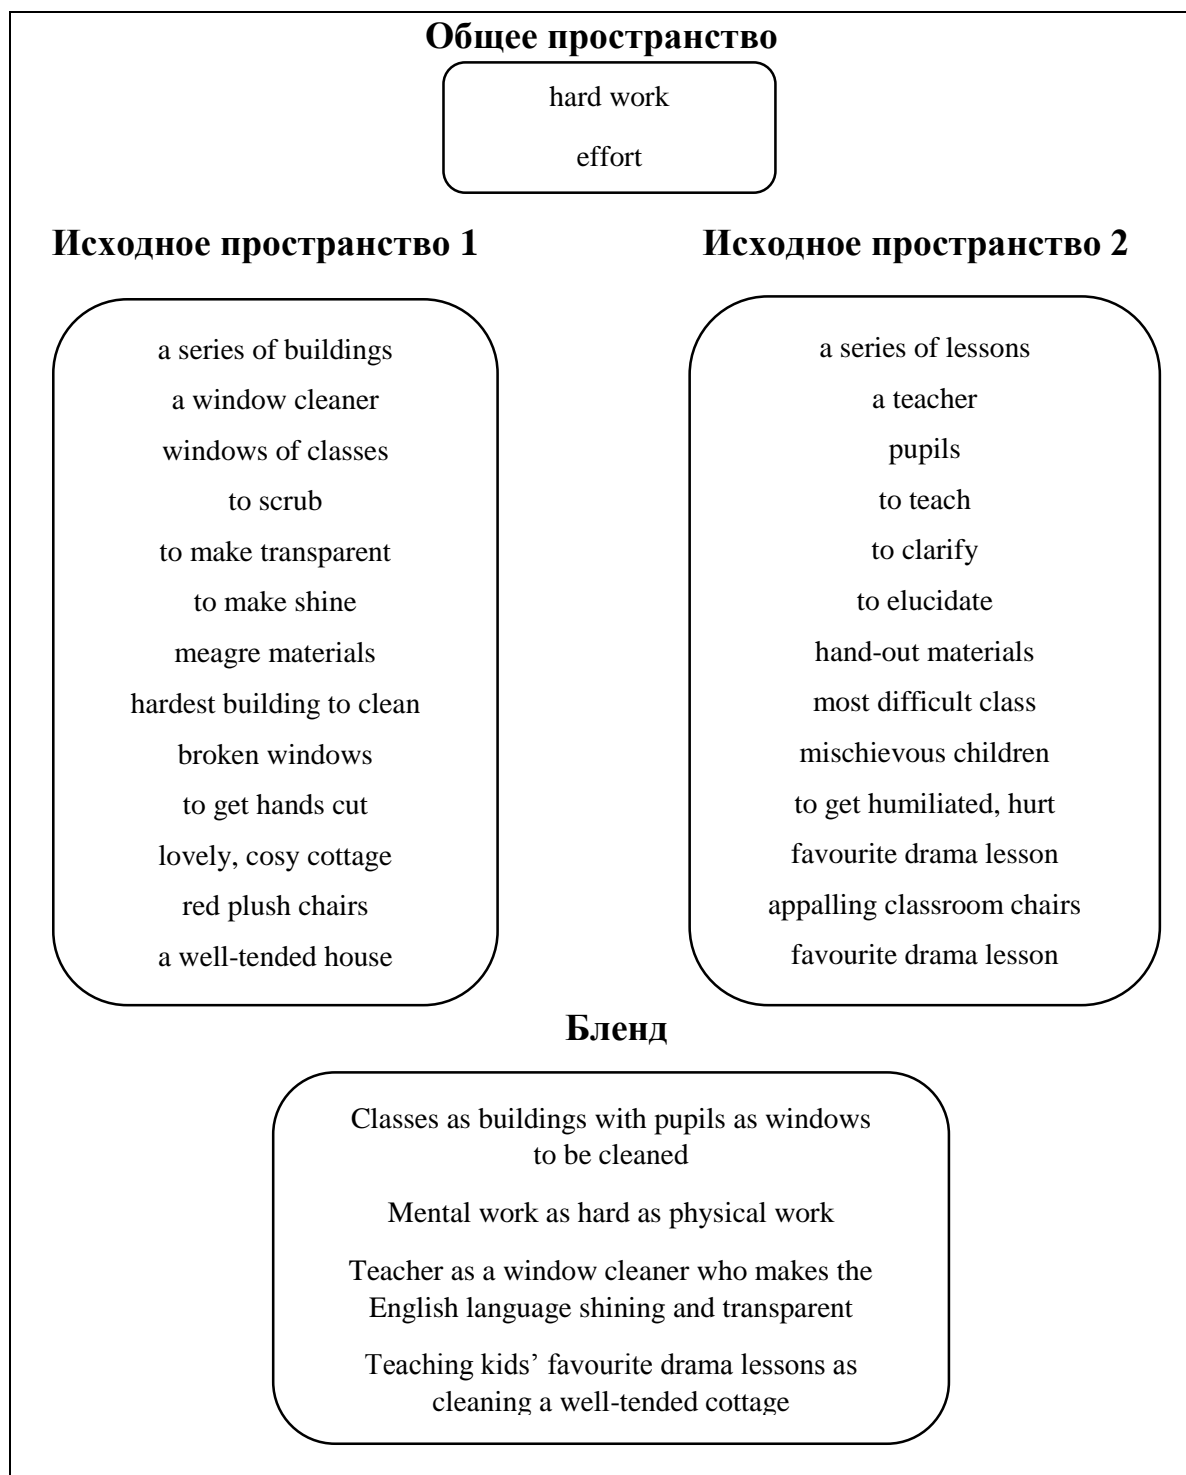 Общее пространство
hard work
effort
Исходное пространство 1
a series of buildings
a window cleaner
windows of classes
to scrub
to make transparent
to make shine
meagre materials
hardest building to clean
broken windows
to get hands cut
lovely, cosy cottage
red plush chairs
a well-tended house
Исходное пространство 2
a series of lessons
a teacher
pupils
to teach
to clarify
to elucidate
hand-out materials
most difficult class
mischievous children
to get humiliated, hurt
favourite drama lesson
appalling classroom chairs
favourite drama lesson
Бленд
Classes as buildings with pupils as windows
to be cleaned
Mental work as hard as physical work
Teacher as a window cleaner who makes the
English language shining and transparent
Teaching kids’ favourite drama lessons as
cleaning a well-tended cottage